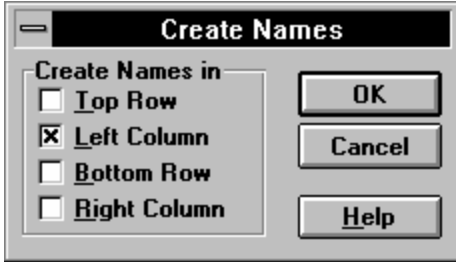 Create Names
Create Names in
Top Row
Left Column
Bottom Row
Right Column
OK
Cancel
Help